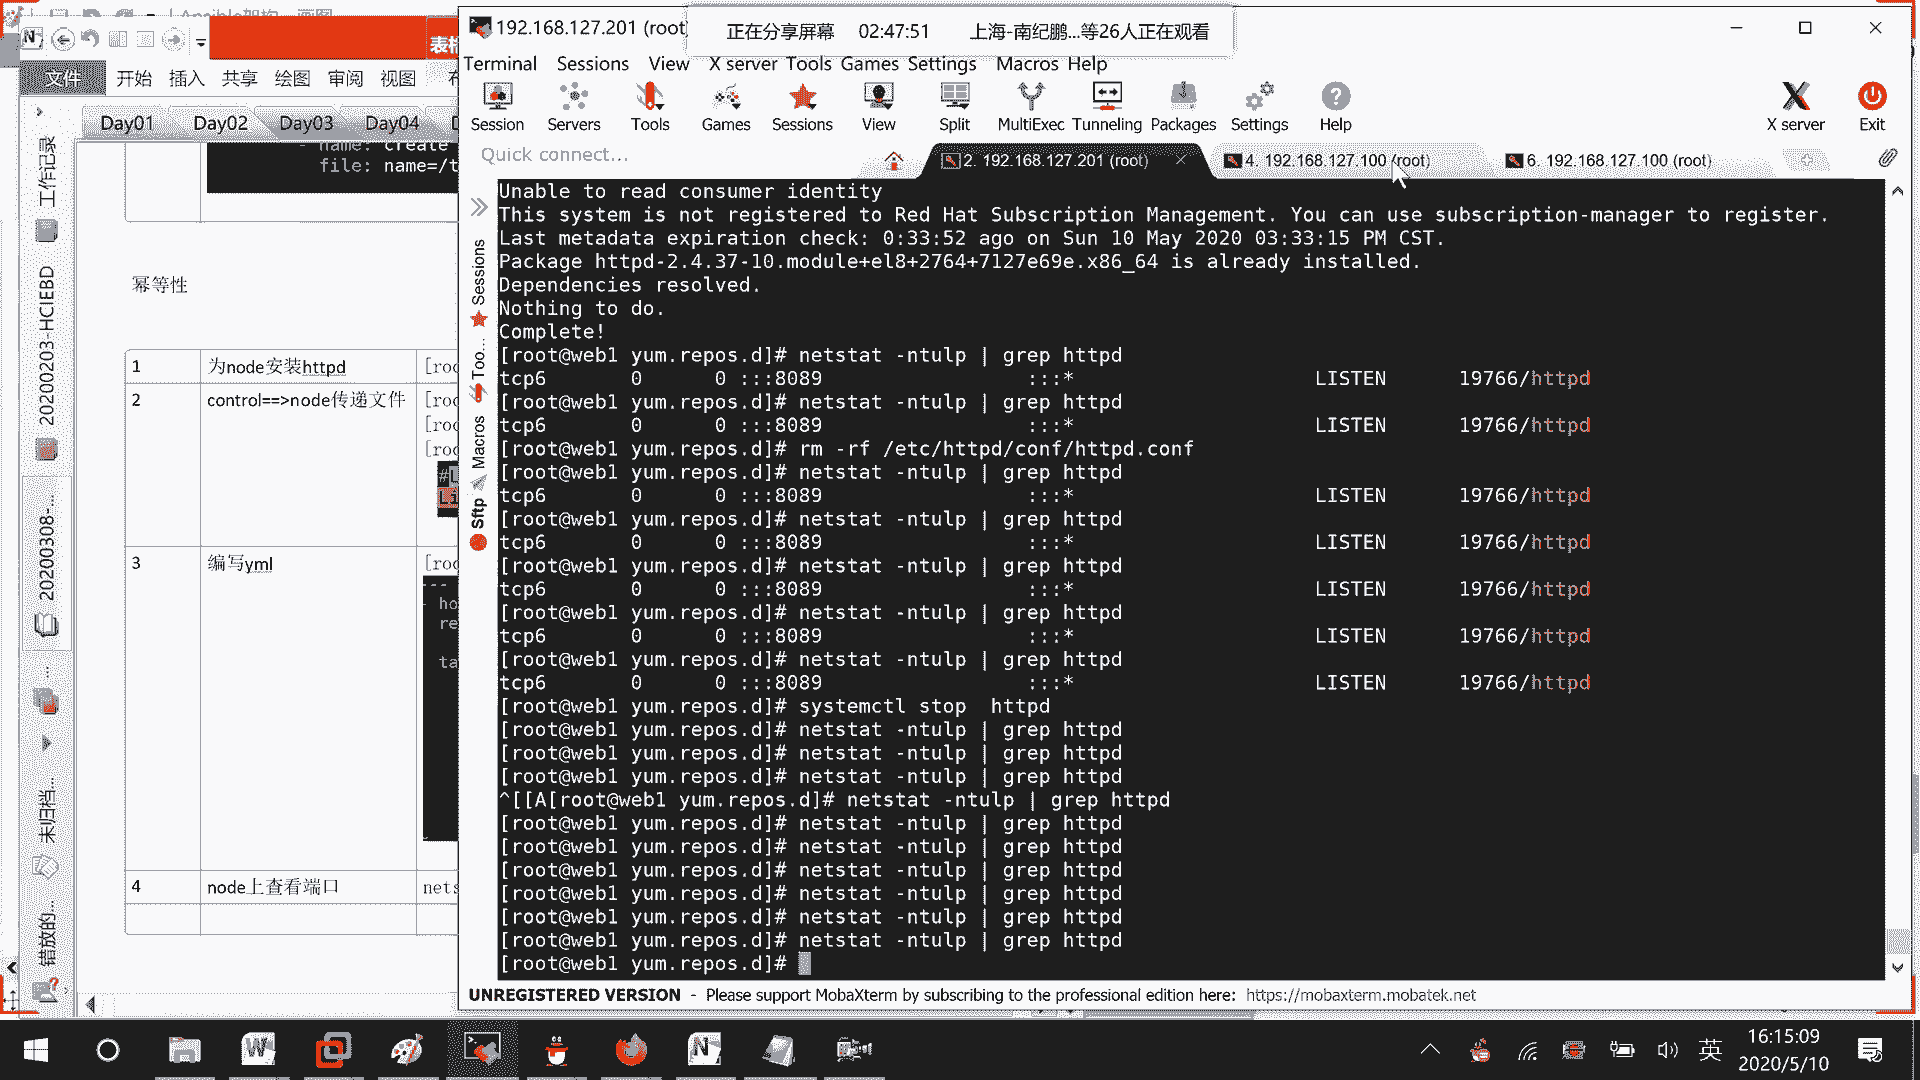 192.168.127.201 (root)
正在分享屏幕 02:47:51 上海-南纪鹏...等26人正在观看
文件 开始 插入 共享 绘图 审阅 视图
Terminal Sessions View X server Tools Games Settings Macros Help
Session Servers Tools Games Sessions View Split MultiExec Tunneling Packages Settings Help X server Exit
Day01 Day02 Day03 Day04
Quick connect...
2. 192.168.127.201 (root)
4. 192.168.127.100 (root)
6. 192.168.127.100 (root)
- name: create
file: name=/t
幂等性
1 为node安装httpd [roo
2 control==>node传递文件 [roo
[roo
[roo
3 编写yml [roo
4 node上查看端口 nets
工作记录
20200203 -HCIEBD
20200308-...
未归档...
错放的...
Sessions
Too...
Macros
Sftp
Unable to read consumer identity
This system is not registered to Red Hat Subscription Management. You can use subscription-manager to register.
Last metadata expiration check: 0:33:52 ago on Sun 10 May 2020 03:33:15 PM CST.
Package httpd-2.4.37-10.module+el8+2764+7127e69e.x86_64 is already installed.
Dependencies resolved.
Nothing to do.
Complete!
[root@web1 yum.repos.d]# netstat -ntulp | grep httpd
tcp6 0 0 :::8089 :::* LISTEN 19766/httpd
[root@web1 yum.repos.d]# netstat -ntulp | grep httpd
tcp6 0 0 :::8089 :::* LISTEN 19766/httpd
[root@web1 yum.repos.d]# rm -rf /etc/httpd/conf/httpd.conf
[root@web1 yum.repos.d]# netstat -ntulp | grep httpd
tcp6 0 0 :::8089 :::* LISTEN 19766/httpd
[root@web1 yum.repos.d]# netstat -ntulp | grep httpd
tcp6 0 0 :::8089 :::* LISTEN 19766/httpd
[root@web1 yum.repos.d]# netstat -ntulp | grep httpd
tcp6 0 0 :::8089 :::* LISTEN 19766/httpd
[root@web1 yum.repos.d]# netstat -ntulp | grep httpd
tcp6 0 0 :::8089 :::* LISTEN 19766/httpd
[root@web1 yum.repos.d]# netstat -ntulp | grep httpd
tcp6 0 0 :::8089 :::* LISTEN 19766/httpd
[root@web1 yum.repos.d]# systemctl stop  httpd
[root@web1 yum.repos.d]# netstat -ntulp | grep httpd
[root@web1 yum.repos.d]# netstat -ntulp | grep httpd
[root@web1 yum.repos.d]# netstat -ntulp | grep httpd
^[[A[root@web1 yum.repos.d]# netstat -ntulp | grep httpd
[root@web1 yum.repos.d]# netstat -ntulp | grep httpd
[root@web1 yum.repos.d]# netstat -ntulp | grep httpd
[root@web1 yum.repos.d]# netstat -ntulp | grep httpd
[root@web1 yum.repos.d]# netstat -ntulp | grep httpd
[root@web1 yum.repos.d]# netstat -ntulp | grep httpd
[root@web1 yum.repos.d]# netstat -ntulp | grep httpd
[root@web1 yum.repos.d]#
UNREGISTERED VERSION - Please support MobaXterm by subscribing to the professional edition here: https://mobaxterm.mobatek.net
英
16:15:09
2020/5/10